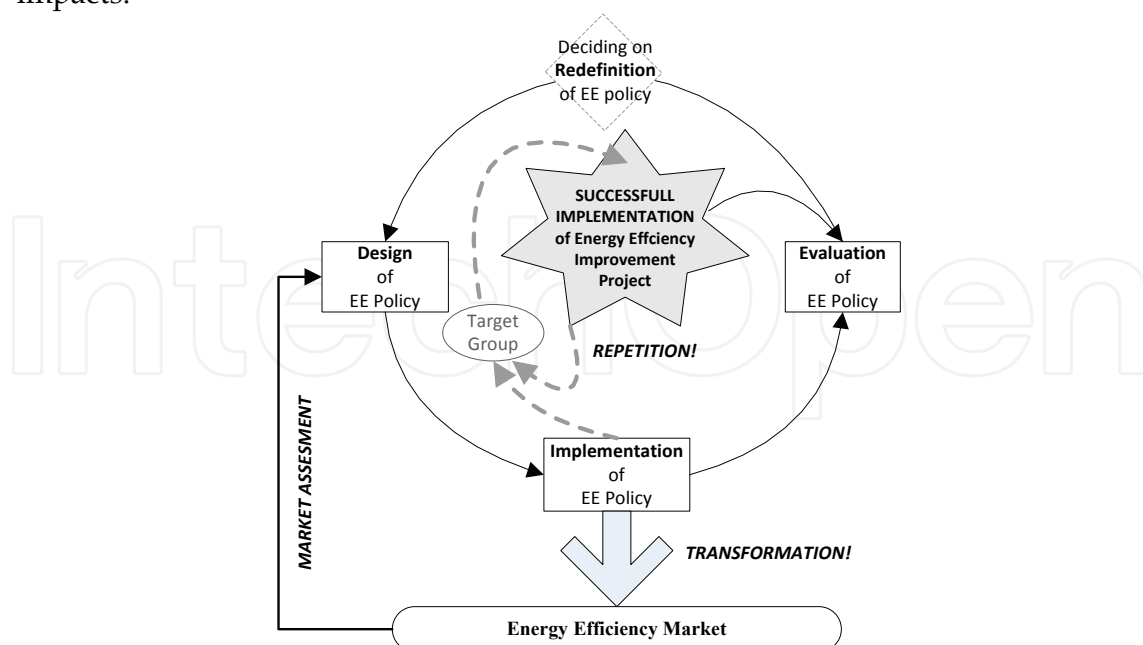 impacts.
Deciding on
Redefinition
of EE policy
SUCCESSFULL
IMPLEMENTATION
of Energy Effciency
Improvement
Project
Design
of
EE Policy
Evaluation
of
EE Policy
Target
Group
REPETITION!
Implementation
of
EE Policy
MARKET ASSESMENT
TRANSFORMATION!
Energy Efficiency Market
IntechOpen